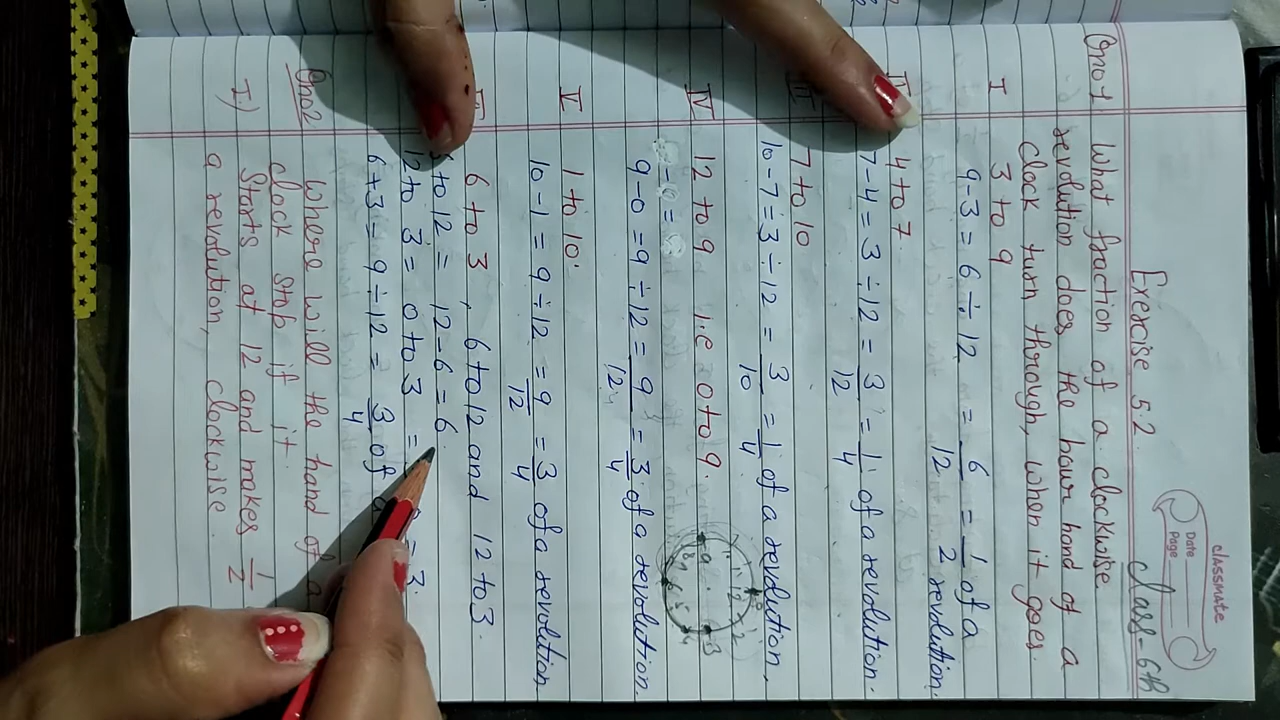 classmate
Date
Page
Exercise 5.2 Class-6th
Qno1 What fraction of a clockwise
revolution does the hour hand of a
clock turn through, when it goes.
I 3 to 9
9-3 = 6 ÷ 12 = 6/12 = 1/2 of a
revolution.
4 to 7
7-4 = 3 ÷ 12 = 3/12 = 1/4 of a revolution.
III 7 to 10
10-7 = 3 ÷ 12 = 3/10 = 1/4 of a revolution,
IV 12 to 9 i.e 0 to 9.
9-0 = 9 ÷ 12 = 9/12 = 3/4 of a revolution.
V 1 to 10.
10-1 = 9 ÷ 12 = 9/12 = 3/4 of a revolution
6 to 3, 6 to 12 and 12 to 3.
to 12 = 12-6 = 6.
12 to 3 = 0 to 3 = = 3.
6+3 = 9 ÷ 12 = 3/4 of a
Qno2 Where will the hand of a
clock stop if it.
I) Starts at 12 and makes 1/2
a revolution, clockwise